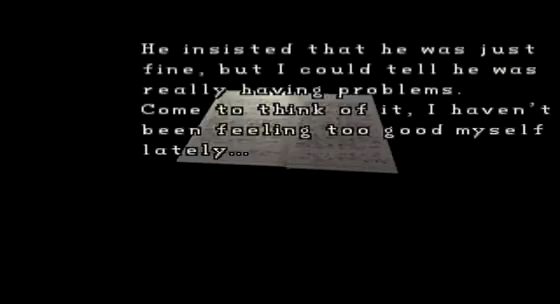 He insisted that he was just
fine, but I could tell he was
really having problems.
Come to think of it, I haven't
been feeling too good myself
lately...